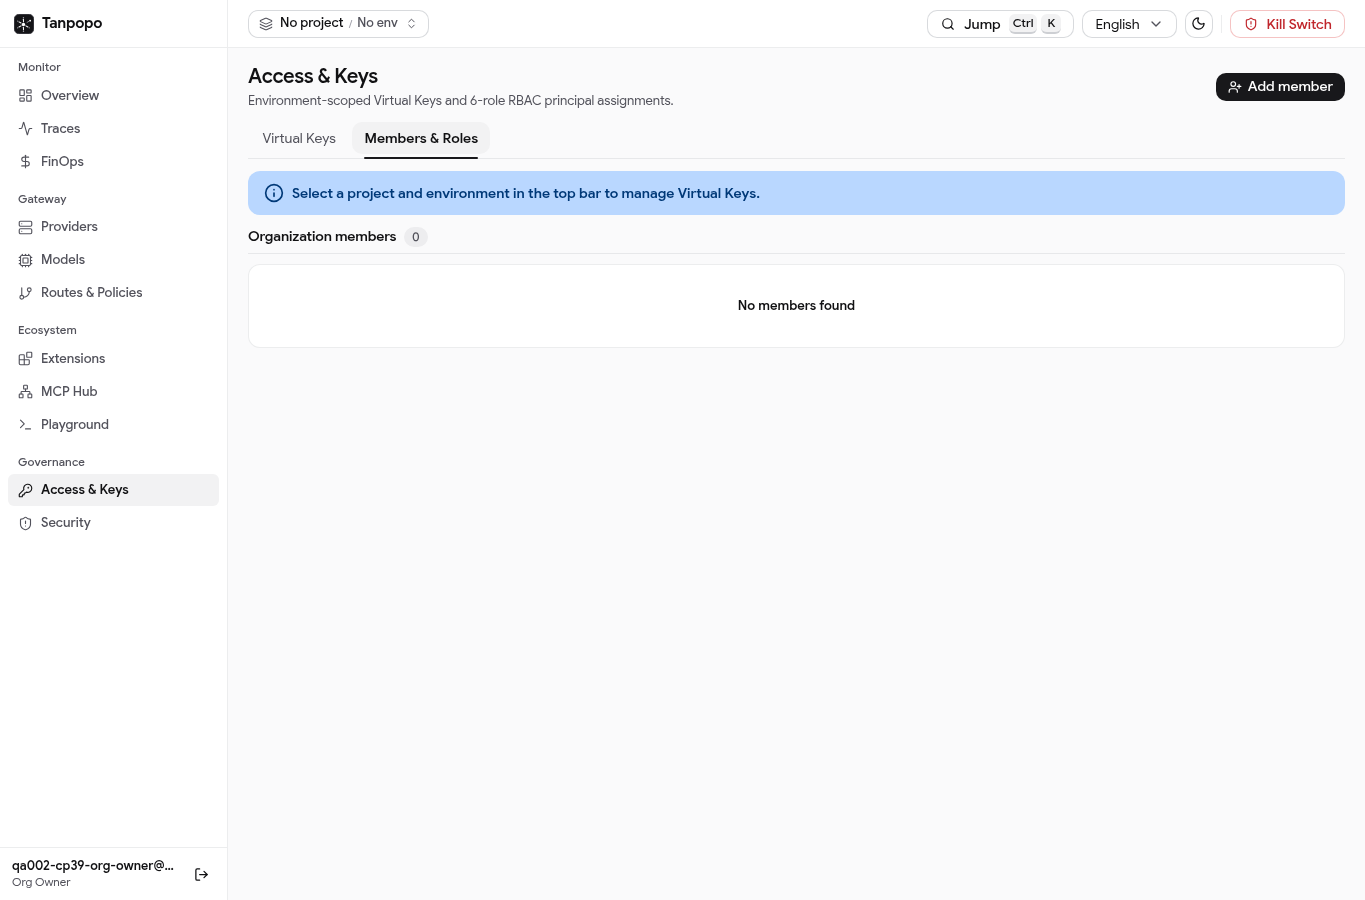 Tanpopo
No project / No env
Jump Ctrl K
English
Kill Switch
Monitor
Overview
Traces
FinOps
Gateway
Providers
Models
Routes & Policies
Ecosystem
Extensions
MCP Hub
Playground
Governance
Access & Keys
Security
qa002-cp39-org-owner@...
Org Owner
Access & Keys
Environment-scoped Virtual Keys and 6-role RBAC principal assignments.
Add member
Virtual Keys
Members & Roles
Select a project and environment in the top bar to manage Virtual Keys.
Organization members 0
No members found